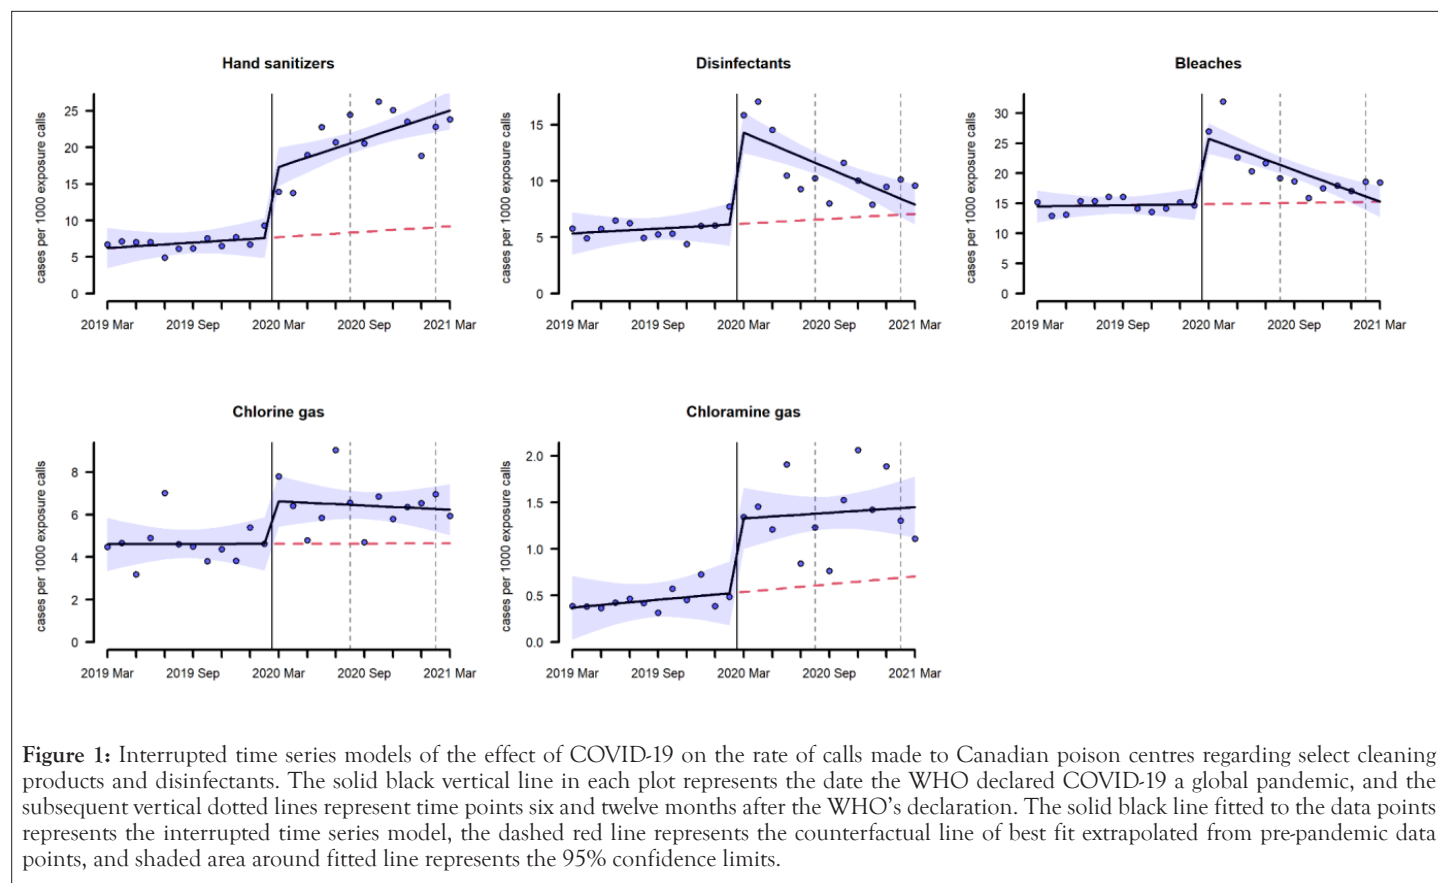 Hand sanitizers
cases per 1000 exposure calls
25
20
15
10
5
0
2019 Mar 2019 Sep 2020 Mar 2020 Sep 2021 Mar
Disinfectants
cases per 1000 exposure calls
15
10
5
0
2019 Mar 2019 Sep 2020 Mar 2020 Sep 2021 Mar
Bleaches
cases per 1000 exposure calls
30
25
20
15
10
5
0
2019 Mar 2019 Sep 2020 Mar 2020 Sep 2021 Mar
Chlorine gas
cases per 1000 exposure calls
8
6
4
2
0
2019 Mar 2019 Sep 2020 Mar 2020 Sep 2021 Mar
Chloramine gas
cases per 1000 exposure calls
2.0
1.5
1.0
0.5
0.0
2019 Mar 2019 Sep 2020 Mar 2020 Sep 2021 Mar
Figure 1: Interrupted time series models of the effect of COVID-19 on the rate of calls made to Canadian poison centres regarding select cleaning
products and disinfectants. The solid black vertical line in each plot represents the date the WHO declared COVID-19 a global pandemic, and the
subsequent vertical dotted lines represent time points six and twelve months after the WHO's declaration. The solid black line fitted to the data points
represents the interrupted time series model, the dashed red line represents the counterfactual line of best fit extrapolated from pre-pandemic data
points, and shaded area around fitted line represents the 95% confidence limits.